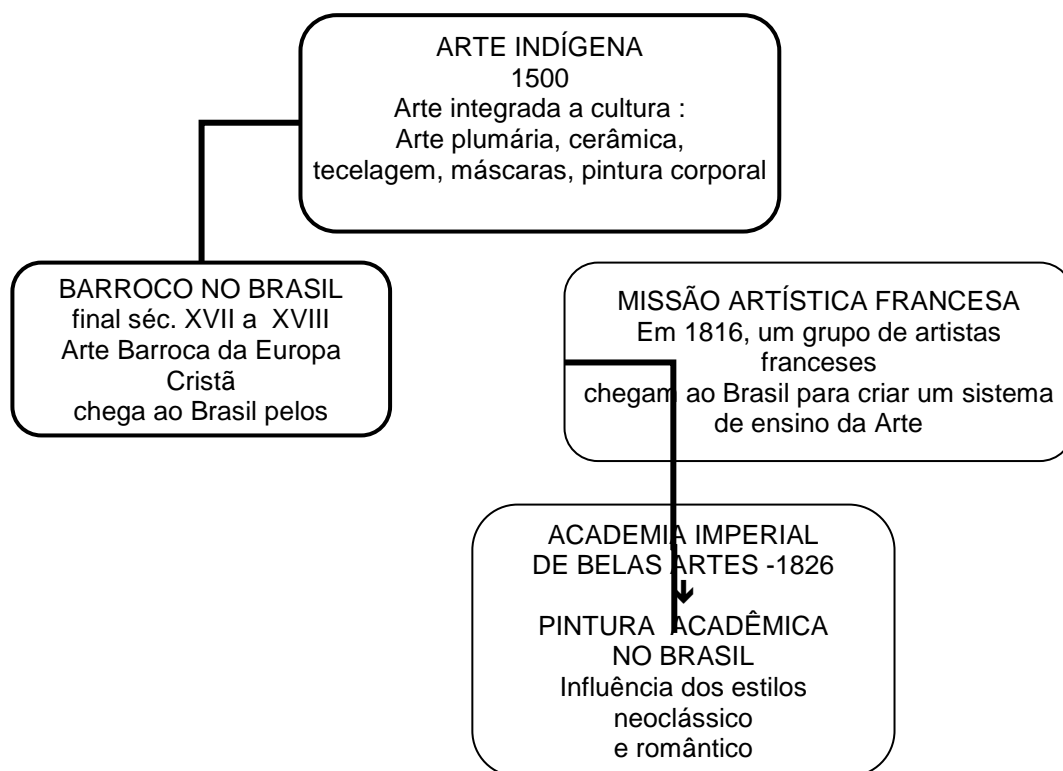 ARTE INDÍGENA
1500
Arte integrada a cultura :
Arte plumária, cerâmica,
tecelagem, máscaras, pintura corporal
BARROCO NO BRASIL
final séc. XVII a  XVIII
Arte Barroca da Europa
Cristã
chega ao Brasil pelos
MISSÃO ARTÍSTICA FRANCESA
Em 1816, um grupo de artistas
franceses
chegam ao Brasil para criar um sistema
de ensino da Arte
ACADEMIA IMPERIAL
DE BELAS ARTES -1826
PINTURA  ACADÊMICA
NO BRASIL
Influência dos estilos
neoclássico
e romântico